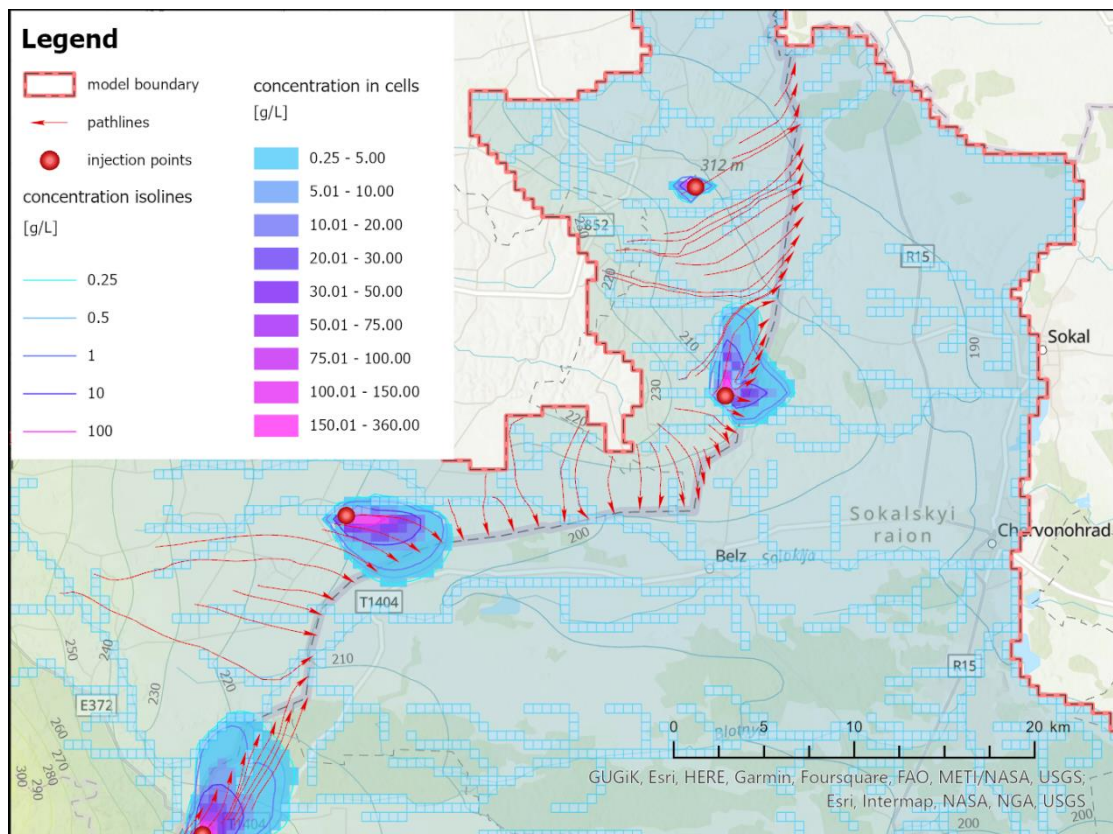 Legend
model boundary
pathlines
injection points
concentration isolines
[g/L]
0.25
0.5
1
10
100
concentration in cells
[g/L]
0.25 - 5.00
5.01 - 10.00
10.01 - 20.00
20.01 - 30.00
30.01 - 50.00
50.01 - 75.00
75.01 - 100.00
100.01 - 150.00
150.01 - 360.00
312 m
852
R15
220
210
190
Sokal
230
220
Sokalskyi
raion
Chervonohrad
200
Belz
Solokija
T1404
210
R15
250
240
230
220
E372
260
270
280
290
300
T1404
0 5 10 20 km
GUGiK, Esri, HERE, Garmin, Foursquare, FAO, METI/NASA, USGS;
Esri, Intermap, NASA, NGA, USGS
200
200